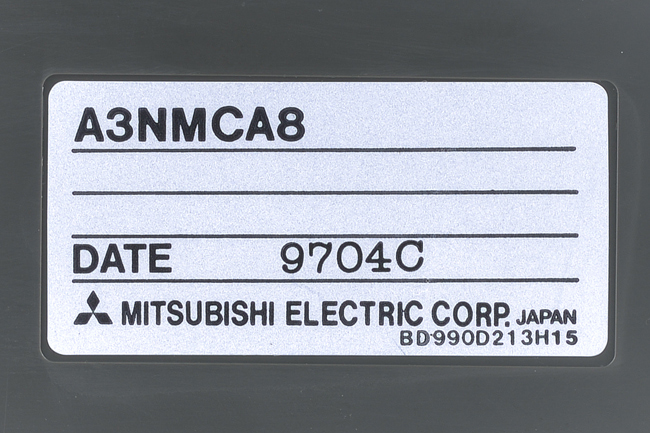 A3NMCA8
DATE 9704C
MITSUBISHI ELECTRIC CORP. JAPAN
BD990D213H15